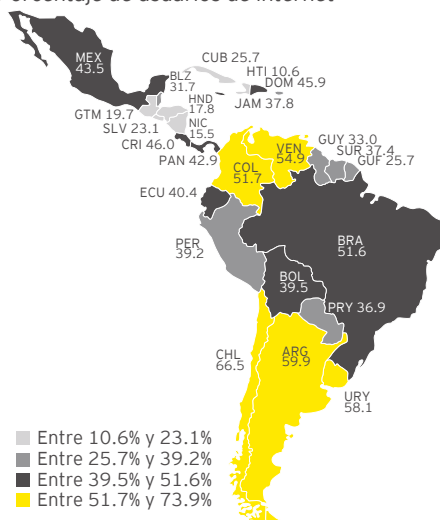 orcentaje de usuarios de internet
MEX
43.5
CUB 25.7
BLZ
31.7
HTI 10.6
DOM 45.9
JAM 37.8
HND
17.8
GTM 19.7
SLV 23.1
NIC
15.5
CRI 46.0
PAN 42.9
VEN
54.9
GUY 33.0
SUR 37.4
GUF 25.7
COL
51.7
ECU 40.4
PER
39.2
BRA
51.6
BOL
39.5
PRY 36.9
CHL
66.5
ARG
59.9
URY
58.1
Entre 10.6% y 23.1%
Entre 25.7% y 39.2%
Entre 39.5% y 51.6%
Entre 51.7% y 73.9%